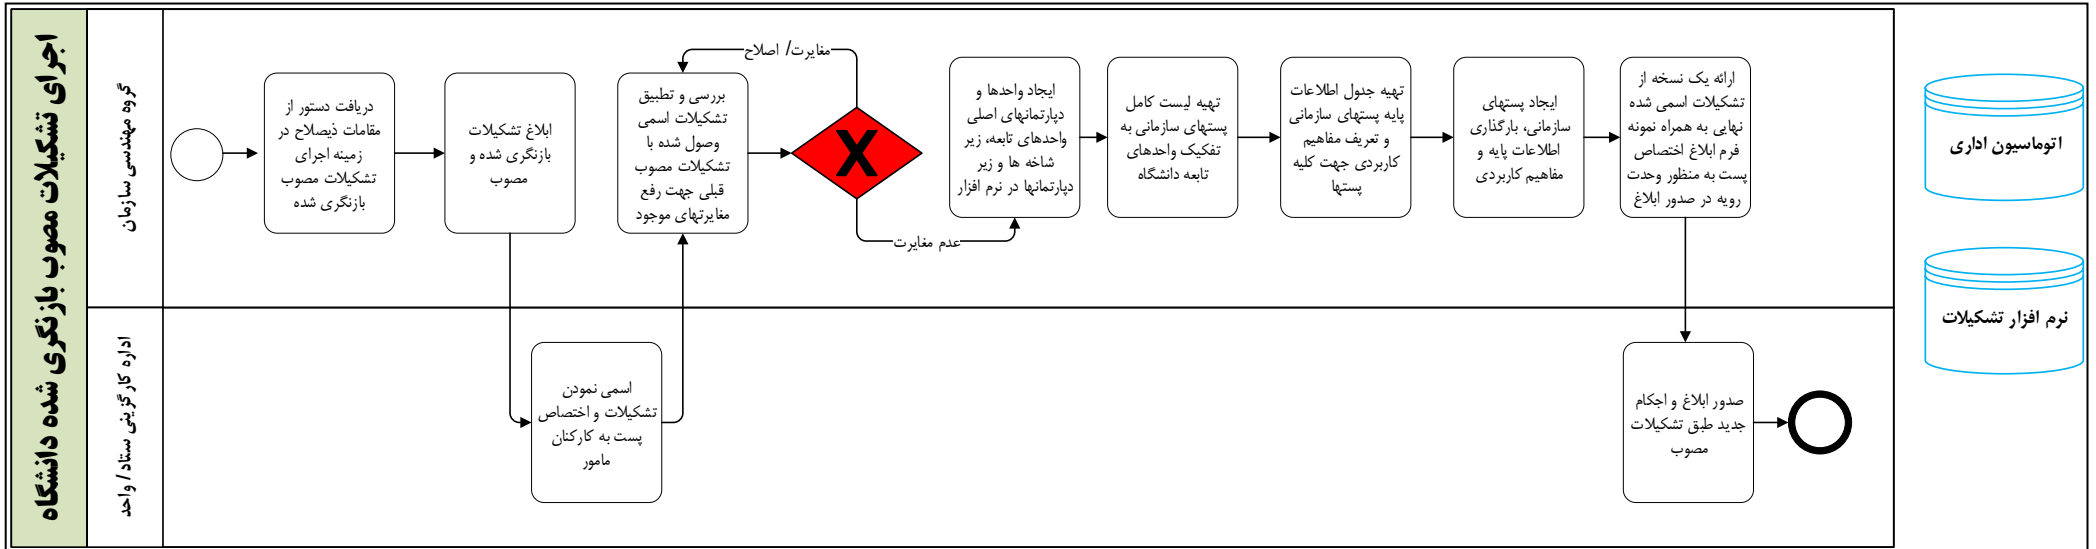 اجرای تشکیلات مصوب بازنگری شده دانشگاه
گروه مهندسی سازمان
دریافت دستور از
مقامات ذیصلاح در
زمینه اجرای
تشکیلات مصوب
بازنگری شده
ابلاغ تشکیلات
بازنگری شده و
مصوب
بررسی و تطبیق
تشکیلات اسمی
وصول شده با
تشکیلات مصوب
قبلی جهت رفع
مغایرتهای موجود
مغایرت/ اصلاح
X
عدم مغایرت
ایجاد واحدها و
دپارتمانهای اصلی
واحدهای تابعه، زیر
شاخه ها و زیر
دپارتمانها در نرم افزار
تهیه لیست کامل
پستهای سازمانی به
تفکیک واحدهای
تابعه دانشگاه
تهیه جدول اطلاعات
پایه پستهای سازمانی
و تعریف مفاهیم
کاربردی جهت کلیه
پستها
ایجاد پستهای
سازمانی، بارگذاری
اطلاعات پایه و
مفاهیم کاربردی
ارائه یک نسخه از
تشکیلات اسمی شده
نهایی به همراه نمونه
فرم ابلاغ اختصاص
پست به منظور وحدت
رویه در صدور ابلاغ
اداره کارگزینی ستاد/ واحد
اسمی نمودن
تشکیلات و اختصاص
پست به کارکنان
مامور
صدور ابلاغ و اجکام
جدید طبق تشکیلات
مصوب
اتوماسیون اداری
نرم افزار تشکیلات